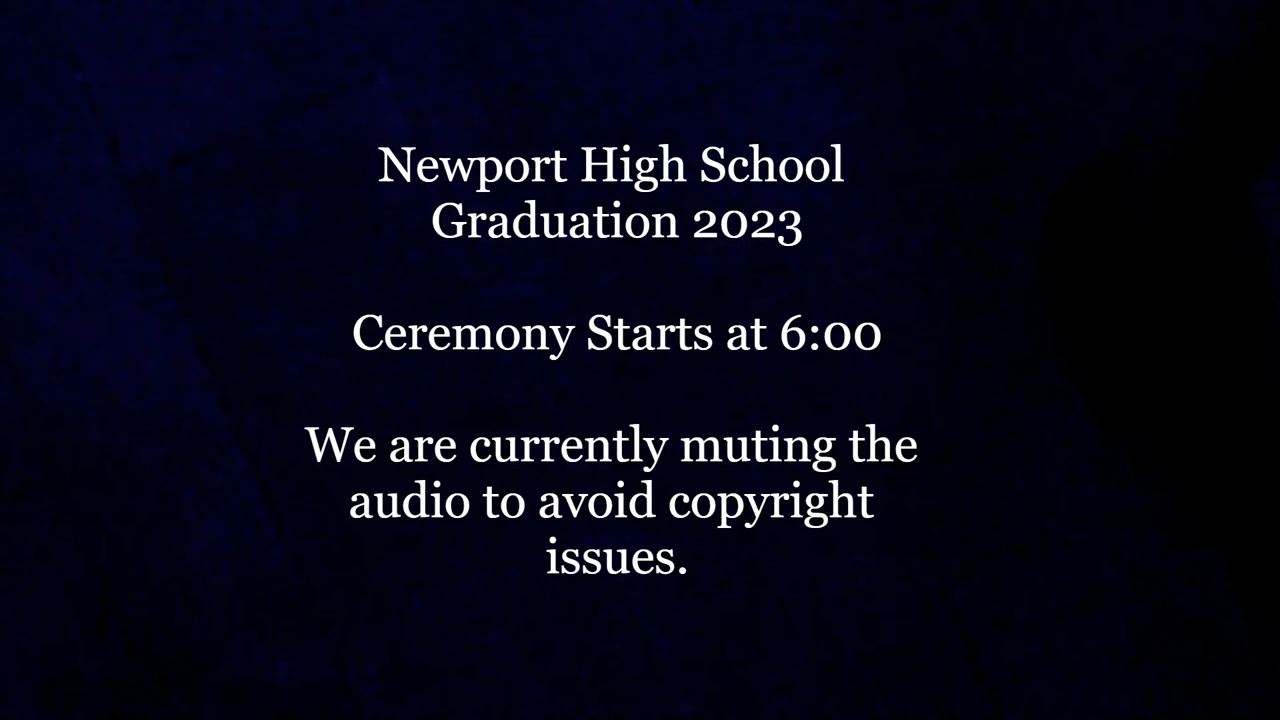 Newport High School
Graduation 2023
Ceremony Starts at 6:00
We are currently muting the
audio to avoid copyright
issues.